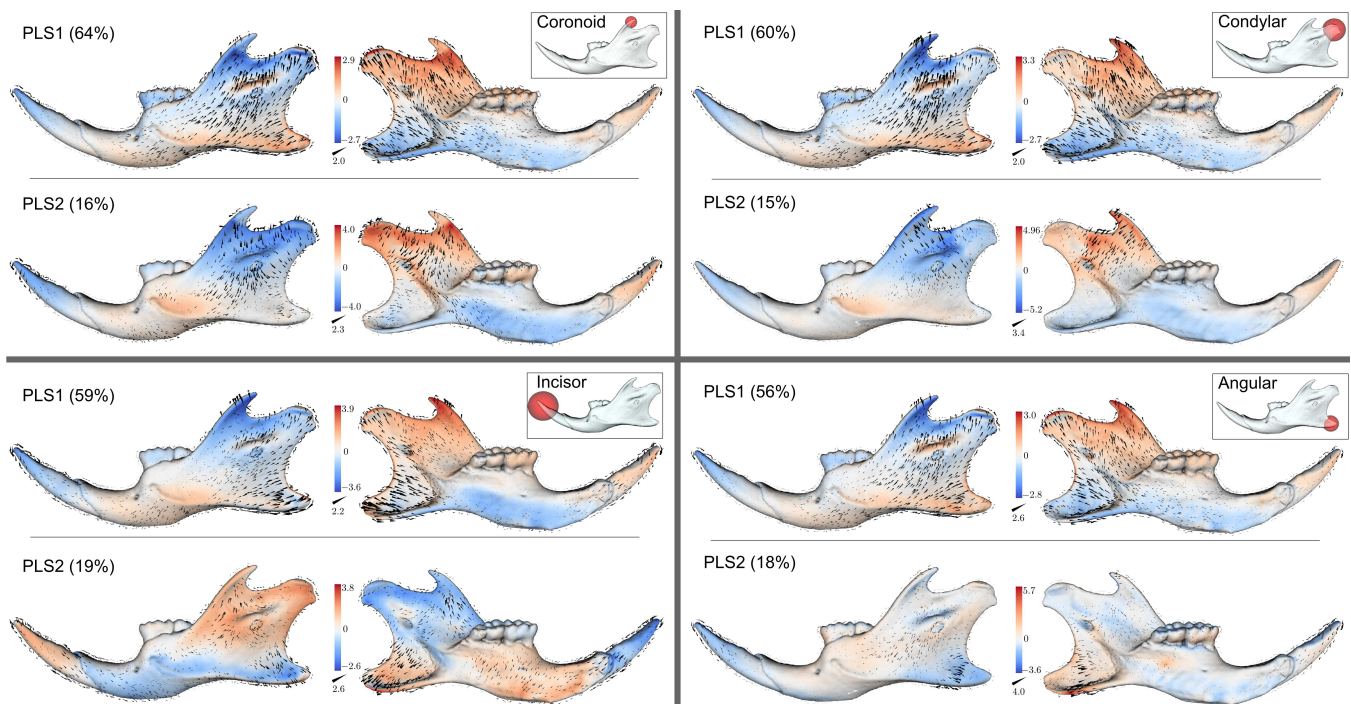 PLS1 (64%)
Coronoid
2.9
0
−2.7
2.0
PLS2 (16%)
4.0
0
−4.0
2.3
PLS1 (60%)
Condylar
3.3
0
−2.7
2.0
PLS2 (15%)
4.96
0
−5.2
3.4
PLS1 (59%)
Incisor
3.9
0
−3.6
2.2
PLS2 (19%)
3.8
0
−2.6
2.6
PLS1 (56%)
Angular
3.0
0
−2.8
2.6
PLS2 (18%)
5.7
0
−3.6
4.0